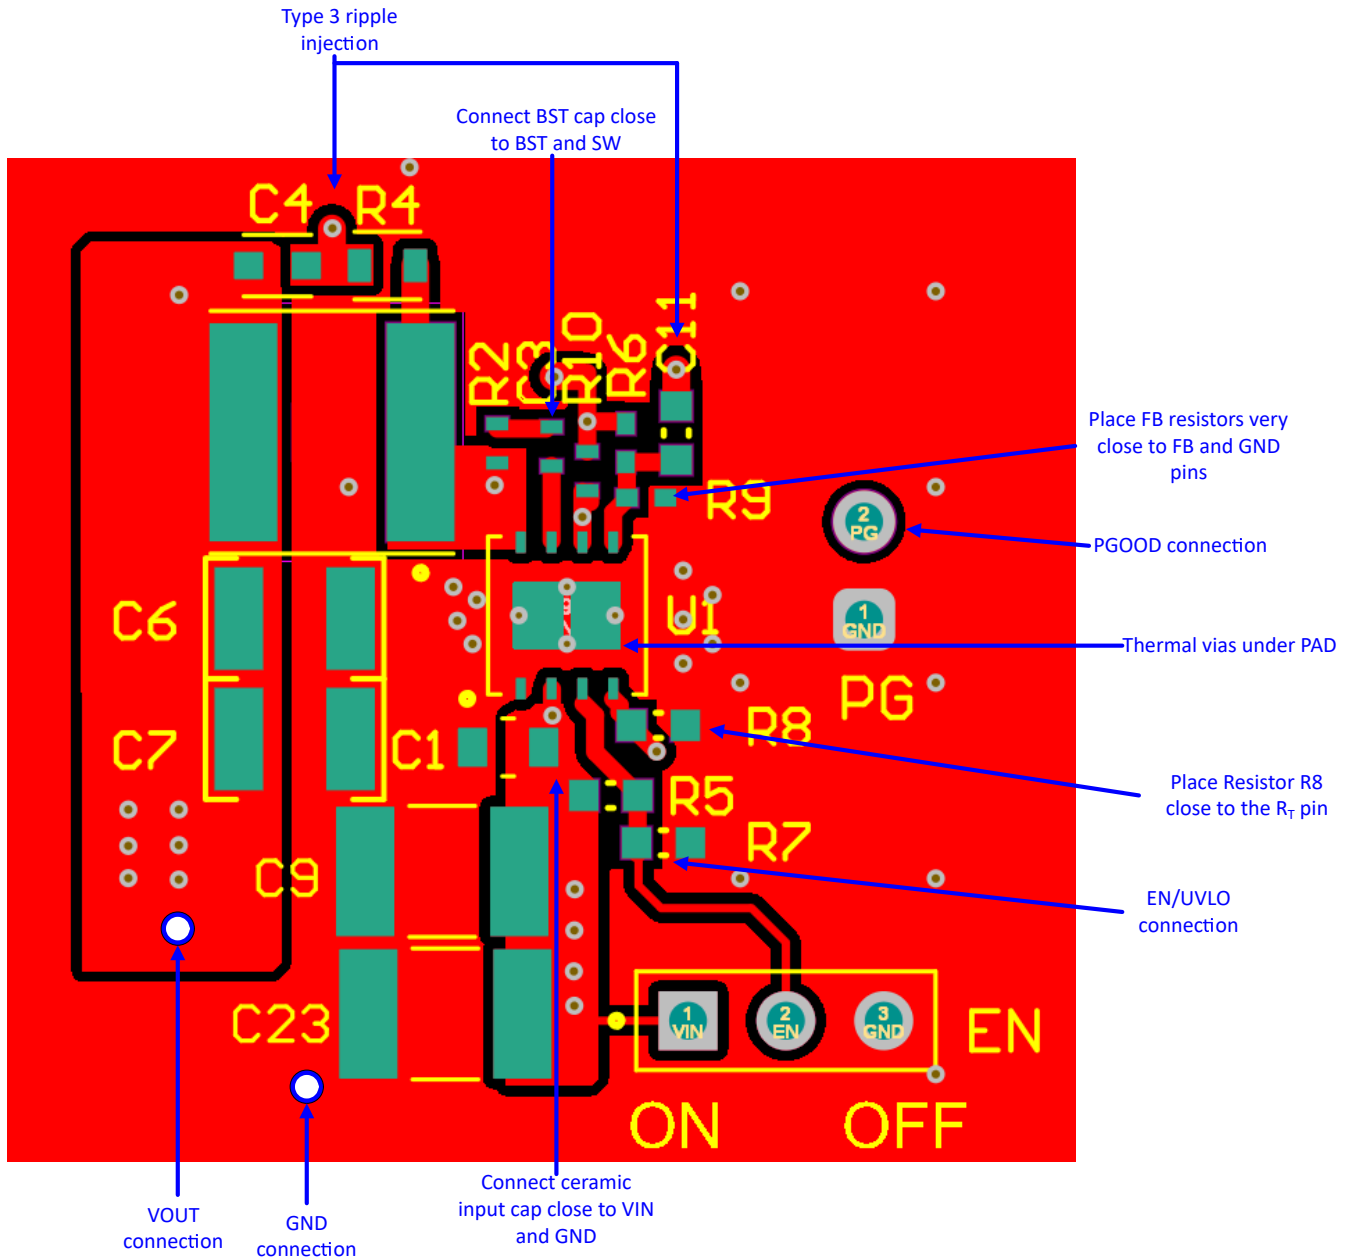 Type 3 ripple
injection
Connect BST cap close
to BST and SW
C4
R4
R2
C3
R10
R6
C11
Place FB resistors very
close to FB and GND
pins
R9
2
PG
PGOOD connection
1
GND
C6
U1
Thermal vias under PAD
PG
C7
C1
R8
Place Resistor R8
close to the RT pin
R5
R7
C9
EN/UVLO
connection
C23
1
VIN
2
EN
3
GND
EN
ON
OFF
Connect ceramic
input cap close to VIN
and GND
VOUT
connection
GND
connection